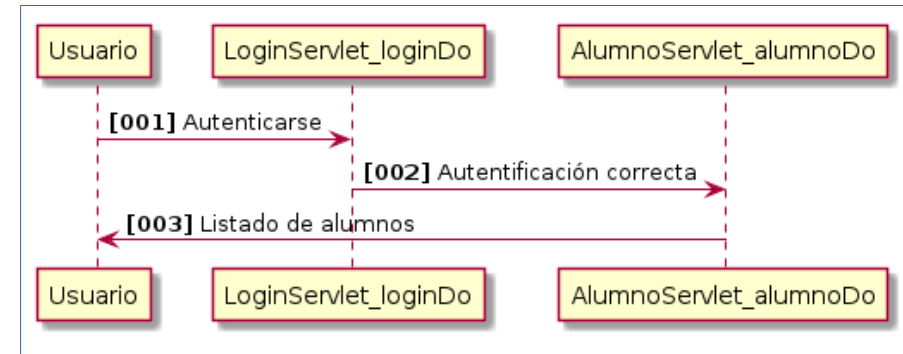 Usuario LoginServlet_loginDo AlumnoServlet_alumnoDo
[001] Autenticarse
[002] Autentificación correcta
[003] Listado de alumnos
Usuario LoginServlet_loginDo AlumnoServlet_alumnoDo